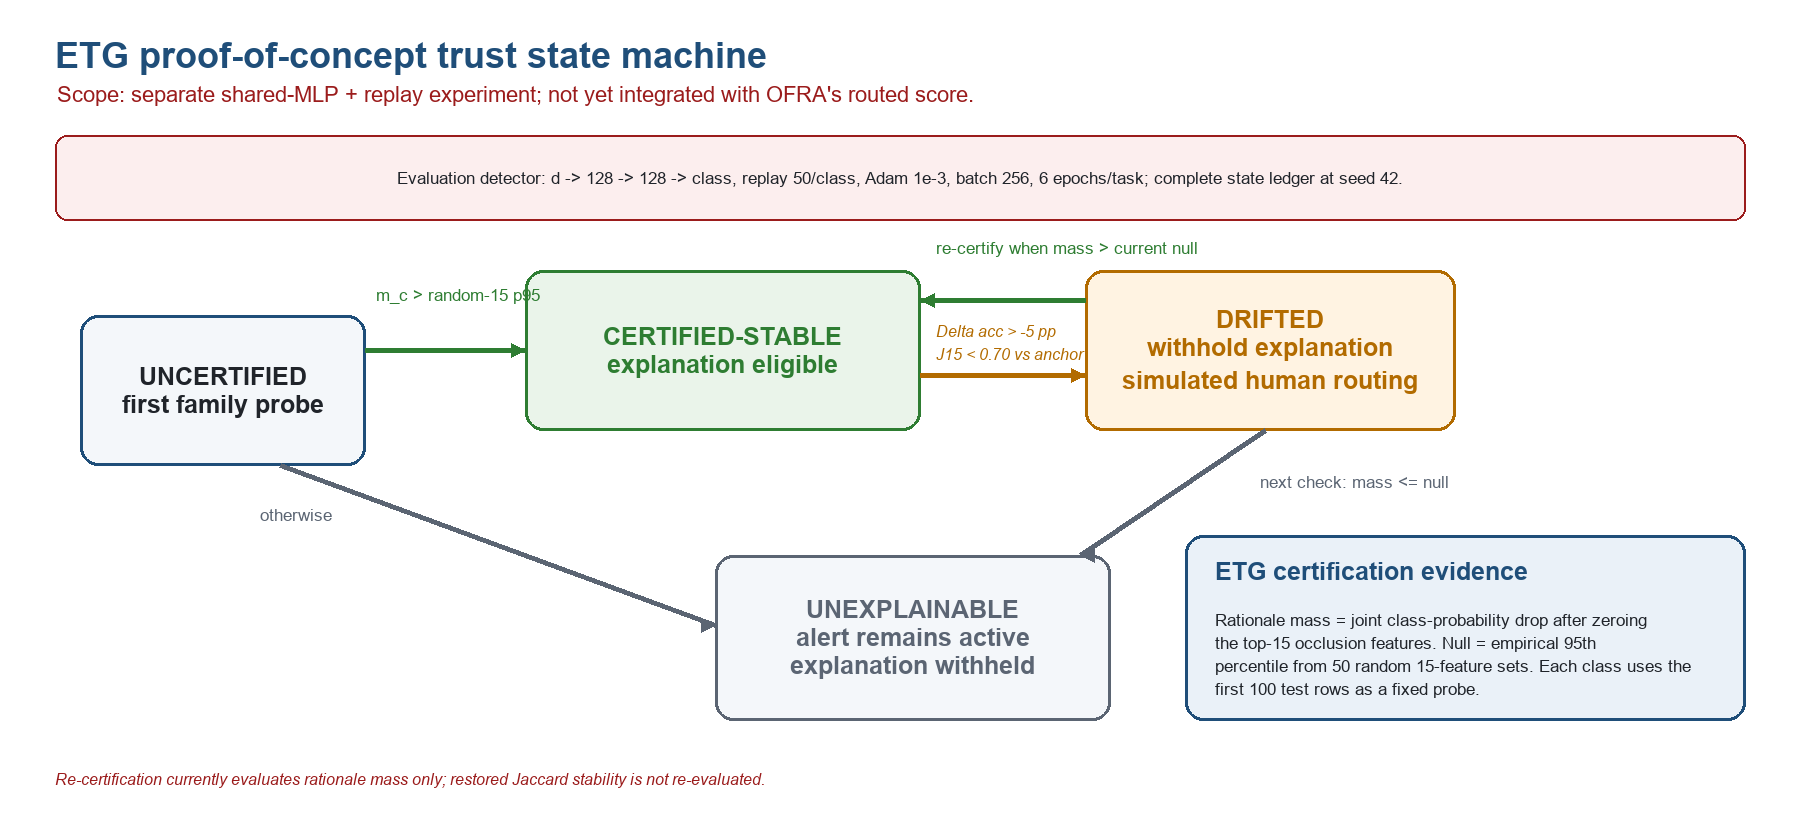 ETG proof-of-concept trust state machine
Scope: separate shared-MLP + replay experiment; not yet integrated with OFRA's routed score.
Evaluation detector: d -> 128 -> 128 -> class, replay 50/class, Adam 1e-3, batch 256, 6 epochs/task; complete state ledger at seed 42.
re-certify when mass > current null
m_c > random-15 p95
UNCERTIFIED
first family probe
CERTIFIED-STABLE
explanation eligible
Delta acc > -5 pp
J15 < 0.70 vs anchor
DRIFTED
withhold explanation
simulated human routing
otherwise
next check: mass <= null
UNEXPLAINABLE
alert remains active
explanation withheld
ETG certification evidence
Rationale mass = joint class-probability drop after zeroing
the top-15 occlusion features. Null = empirical 95th
percentile from 50 random 15-feature sets. Each class uses the
first 100 test rows as a fixed probe.
Re-certification currently evaluates rationale mass only; restored Jaccard stability is not re-evaluated.